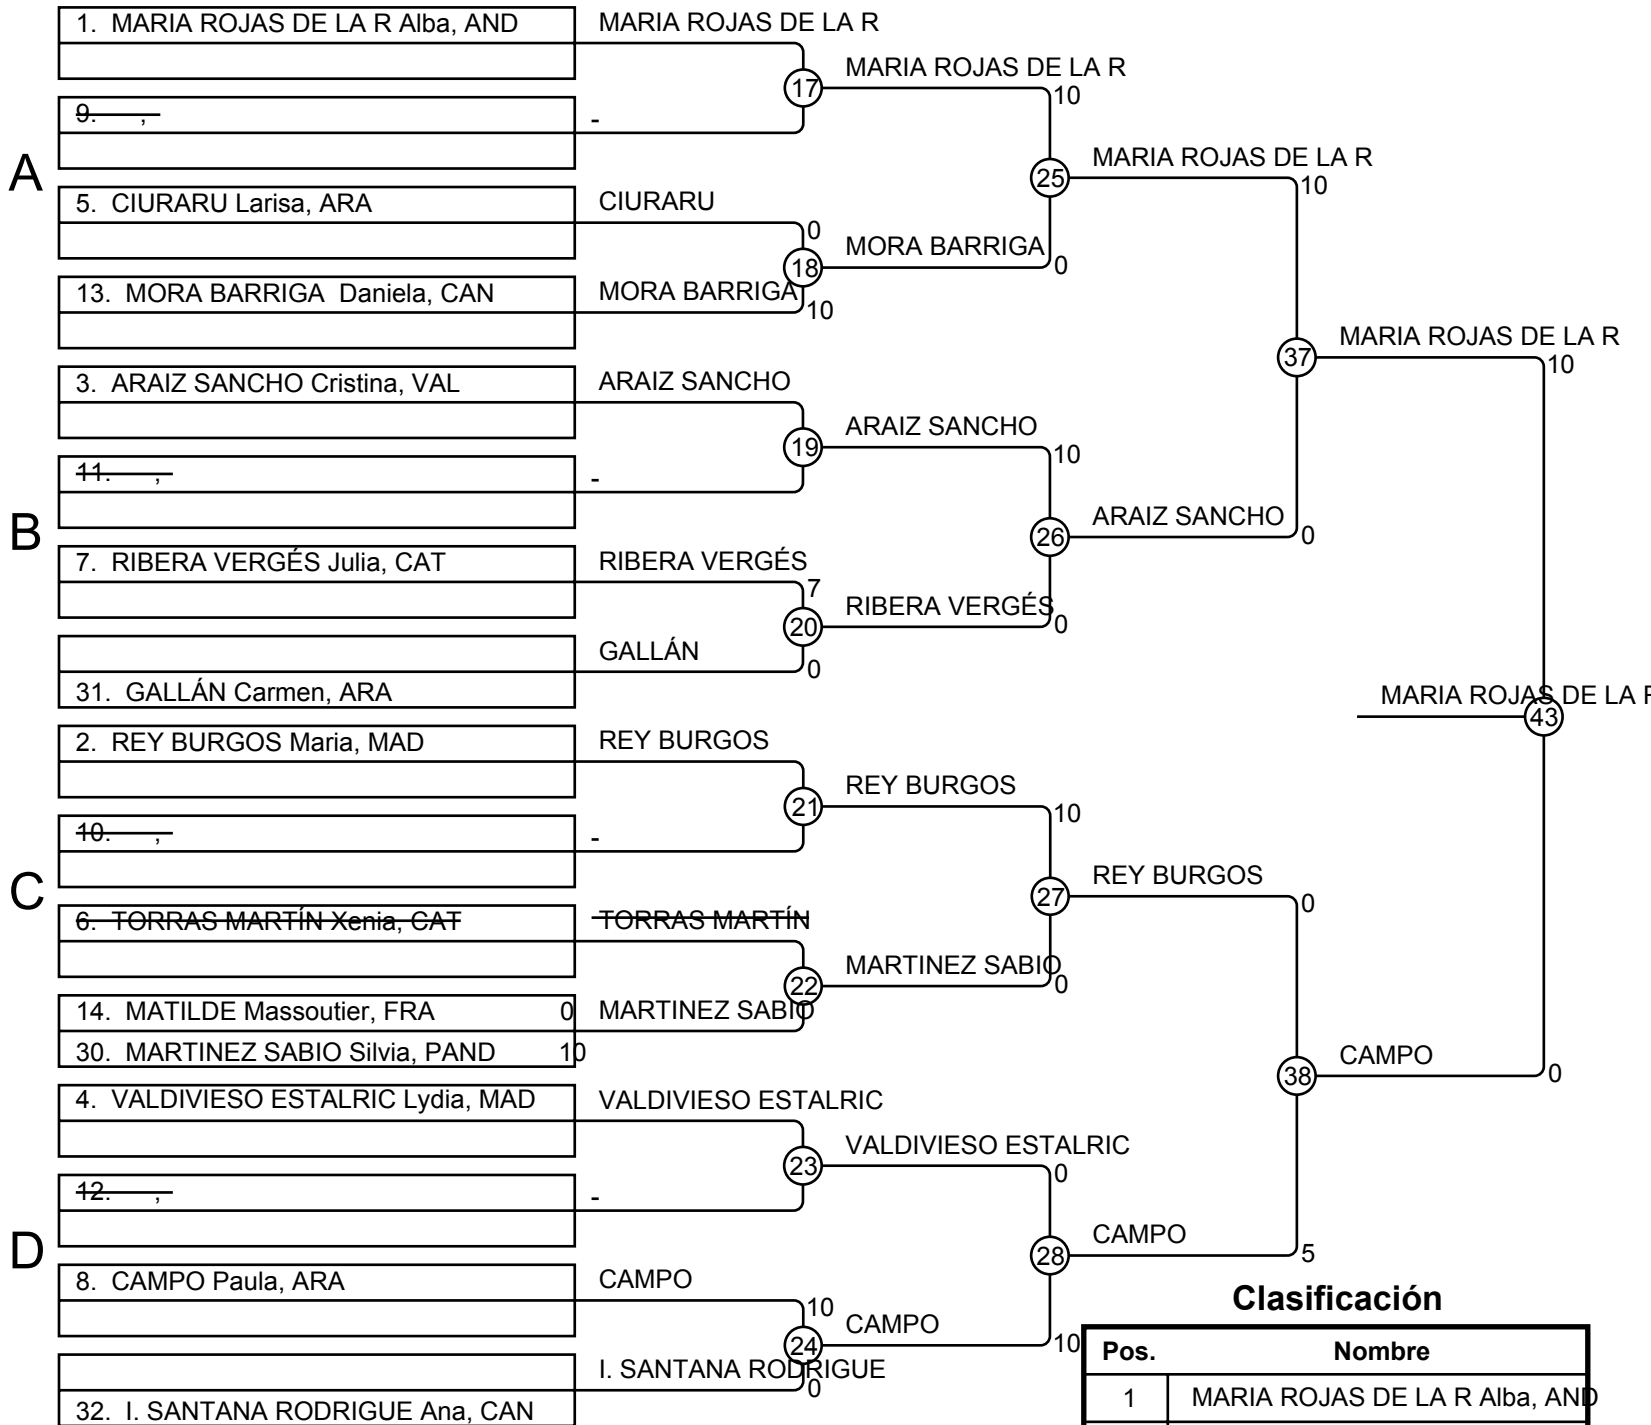 1. MARIA ROJAS DE LA R Alba, AND
MARIA ROJAS DE LA R
17
MARIA ROJAS DE LA R
10
9. ,
-
A
25
MARIA ROJAS DE LA R
10
5. CIURARU Larisa, ARA
CIURARU
0
18
MORA BARRIGA
0
13. MORA BARRIGA Daniela, CAN
MORA BARRIGA
10
37
MARIA ROJAS DE LA R
10
3. ARAIZ SANCHO Cristina, VAL
ARAIZ SANCHO
19
ARAIZ SANCHO
10
11. ,
-
B
26
ARAIZ SANCHO
0
7. RIBERA VERGÉS Julia, CAT
RIBERA VERGÉS
7
20
RIBERA VERGÉS
0
GALLÁN
0
31. GALLÁN Carmen, ARA
MARIA ROJAS DE LA
43
2. REY BURGOS Maria, MAD
REY BURGOS
21
REY BURGOS
10
10. ,
-
C
27
REY BURGOS
0
6. TORRAS MARTÍN Xenia, CAT
TORRAS MARTÍN
22
MARTINEZ SABIO
0
14. MATILDE Massoutier, FRA 0
MARTINEZ SABIO
30. MARTINEZ SABIO Silvia, PAND 10
38
CAMPO
0
4. VALDIVIESO ESTALRIC Lydia, MAD
VALDIVIESO ESTALRIC
23
VALDIVIESO ESTALRIC
0
12. ,
-
D
28
CAMPO
5
8. CAMPO Paula, ARA
CAMPO
10
24
CAMPO
10
I. SANTANA RODRIGUE
0
32. I. SANTANA RODRIGUE Ana, CAN
Clasificación
Pos. Nombre
1 MARIA ROJAS DE LA R Alba, AND